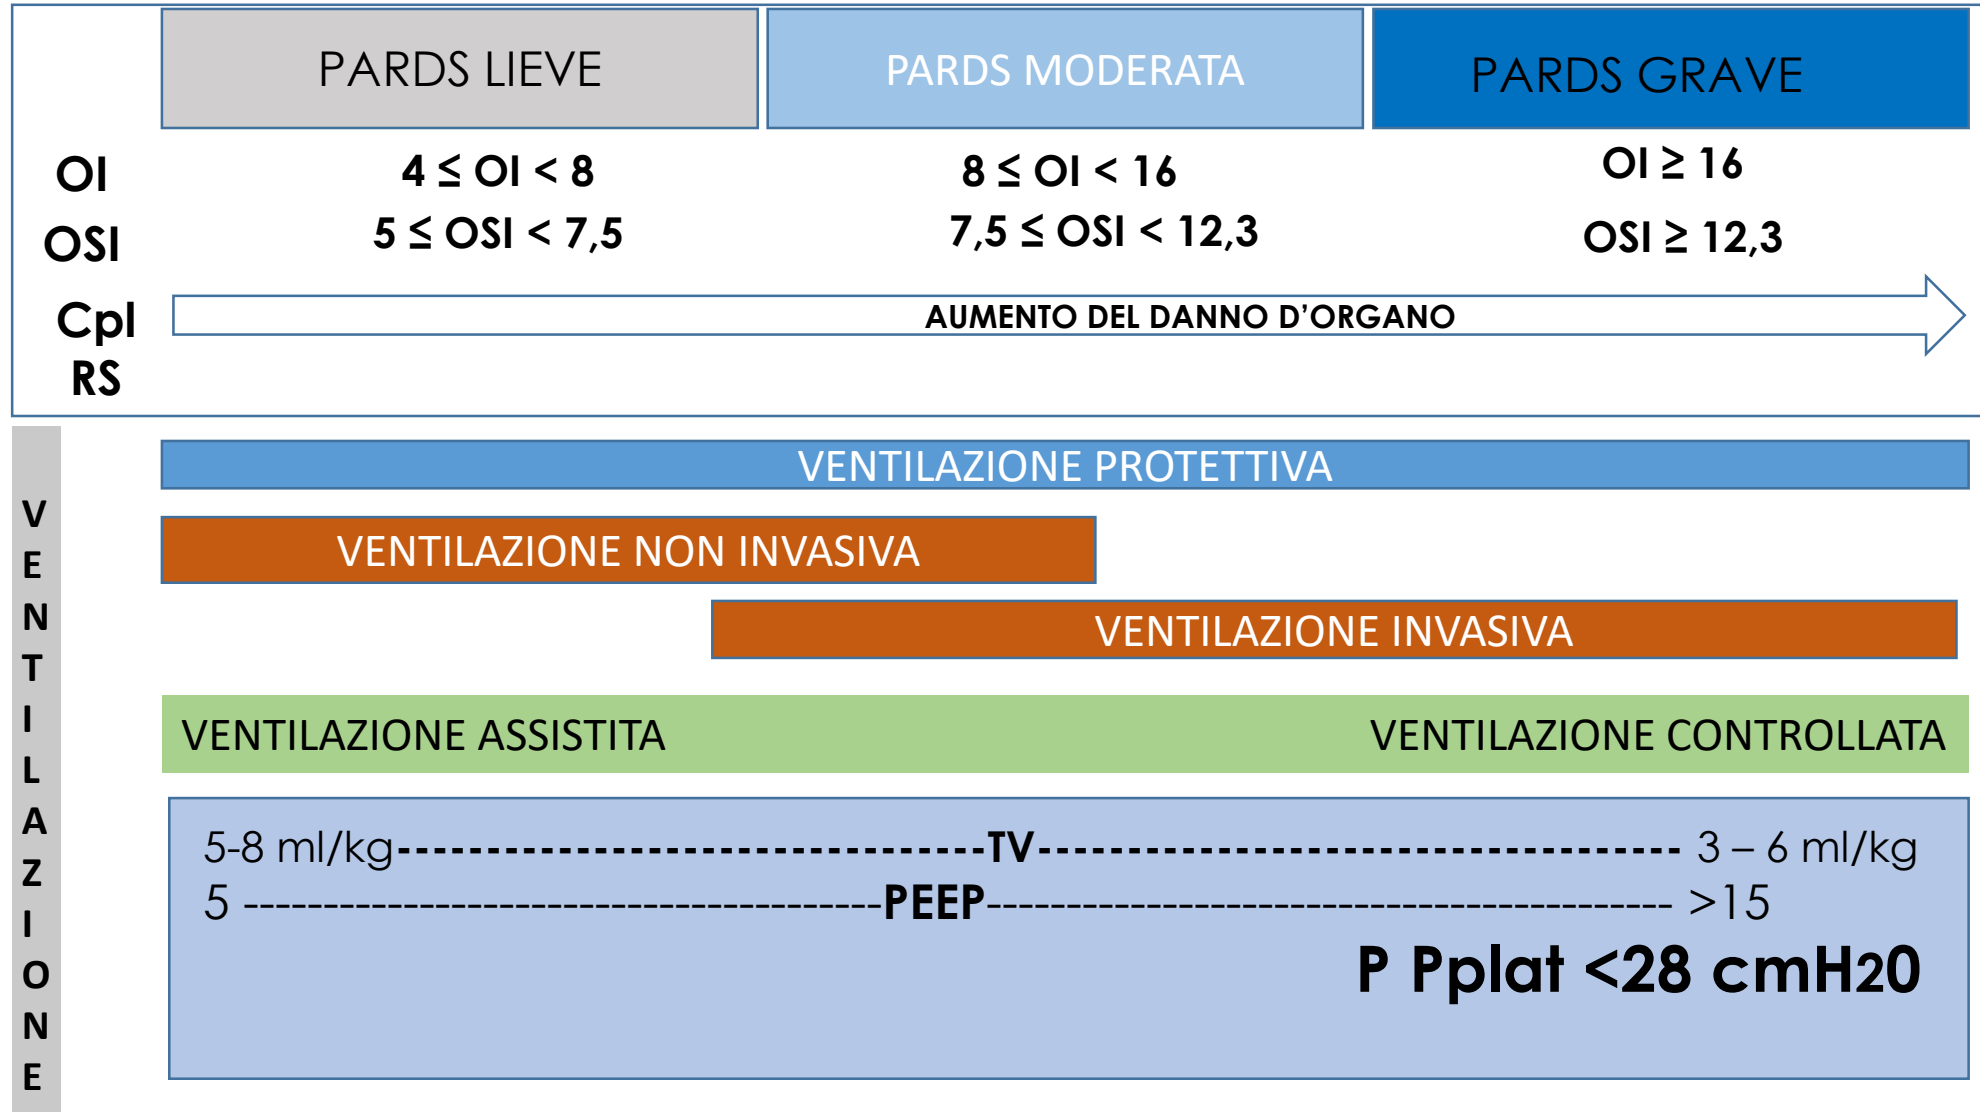 PARDS LIEVE
PARDS MODERATA
PARDS GRAVE
OI
4 ≤ OI < 8
8 ≤ OI < 16
OI ≥ 16
OSI
5 ≤ OSI < 7,5
7,5 ≤ OSI < 12,3
OSI ≥ 12,3
Cpl
RS
AUMENTO DEL DANNO D'ORGANO
VENTILAZIONE
VENTILAZIONE PROTETTIVA
VENTILAZIONE NON INVASIVA
VENTILAZIONE INVASIVA
VENTILAZIONE ASSISTITA
VENTILAZIONE CONTROLLATA
5-8 ml/kg---------------------------------TV------------------------------------ 3 – 6 ml/kg
5 ----------------------------------------PEEP------------------------------------------- >15
P Pplat <28 cmH20